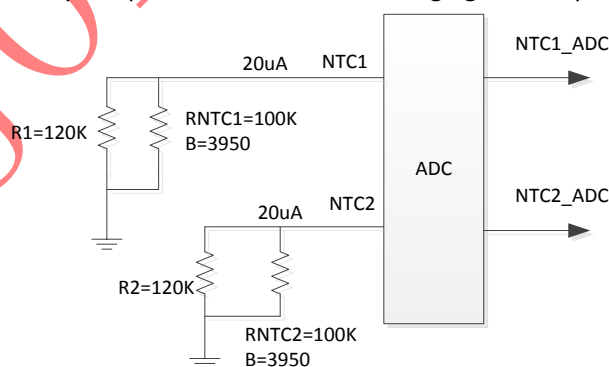 NTC1_ADC
20uA NTC1
R1=120K
RNTC1=100K
B=3950
ADC
NTC2_ADC
20uA NTC2
R2=120K
RNTC2=100K
B=3950